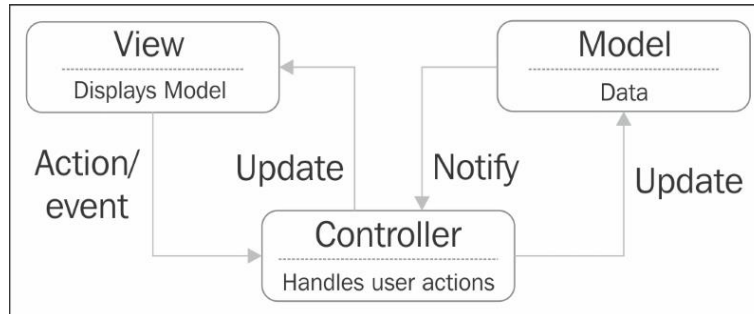 View
Displays Model
Model
Data
Action/
event
Update
Notify
Update
Controller
Handles user actions